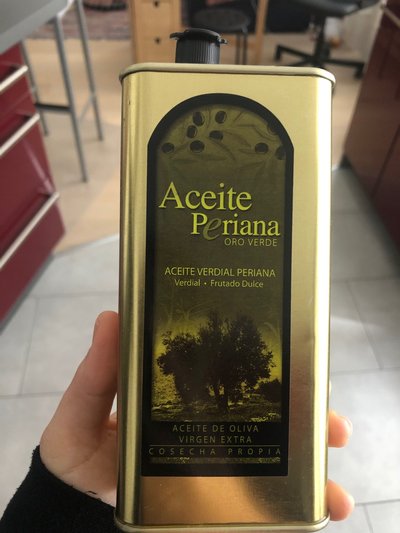 Aceite
Periana
ORO VERDE
ACEITE VERDIAL PERIANA
Verdial • Frutado Dulce
ACEITE DE OLIVA
VIRGEN EXTRA
COSECHA PROPIA